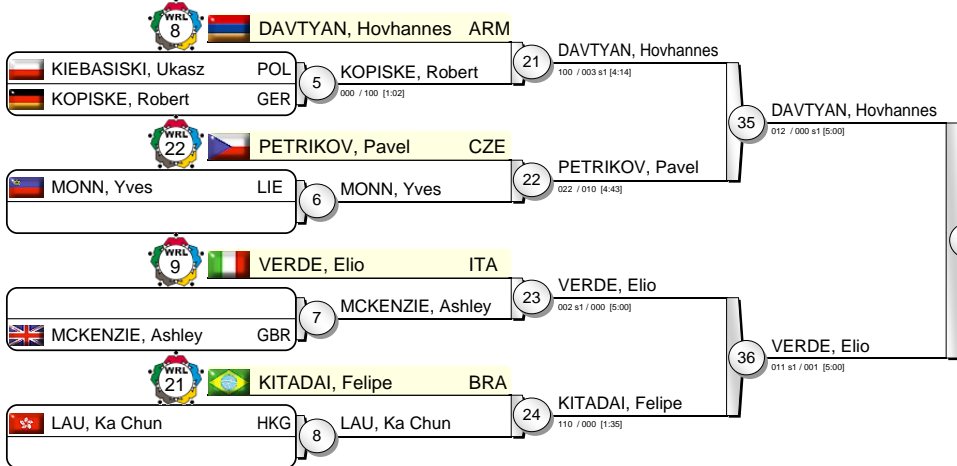 WRL
8
DAVTYAN, Hovhannes ARM
KIEBASISKI, Ukasz POL
KOPISKE, Robert GER
5
KOPISKE, Robert
000 / 100 [1:02]
21
DAVTYAN, Hovhannes
100 / 003 s1 [4:14]
WRL
22
PETRIKOV, Pavel CZE
MONN, Yves LIE
6
MONN, Yves
22
PETRIKOV, Pavel
022 / 010 [4:43]
35
DAVTYAN, Hovhannes
012 / 000 s1 [5:00]
WRL
9
VERDE, Elio ITA
MCKENZIE, Ashley GBR
7
MCKENZIE, Ashley
23
VERDE, Elio
002 s1 / 000 [5:00]
WRL
21
KITADAI, Felipe BRA
LAU, Ka Chun HKG
8
LAU, Ka Chun
24
KITADAI, Felipe
110 / 000 [1:35]
36
VERDE, Elio
011 s1 / 001 [5:00]